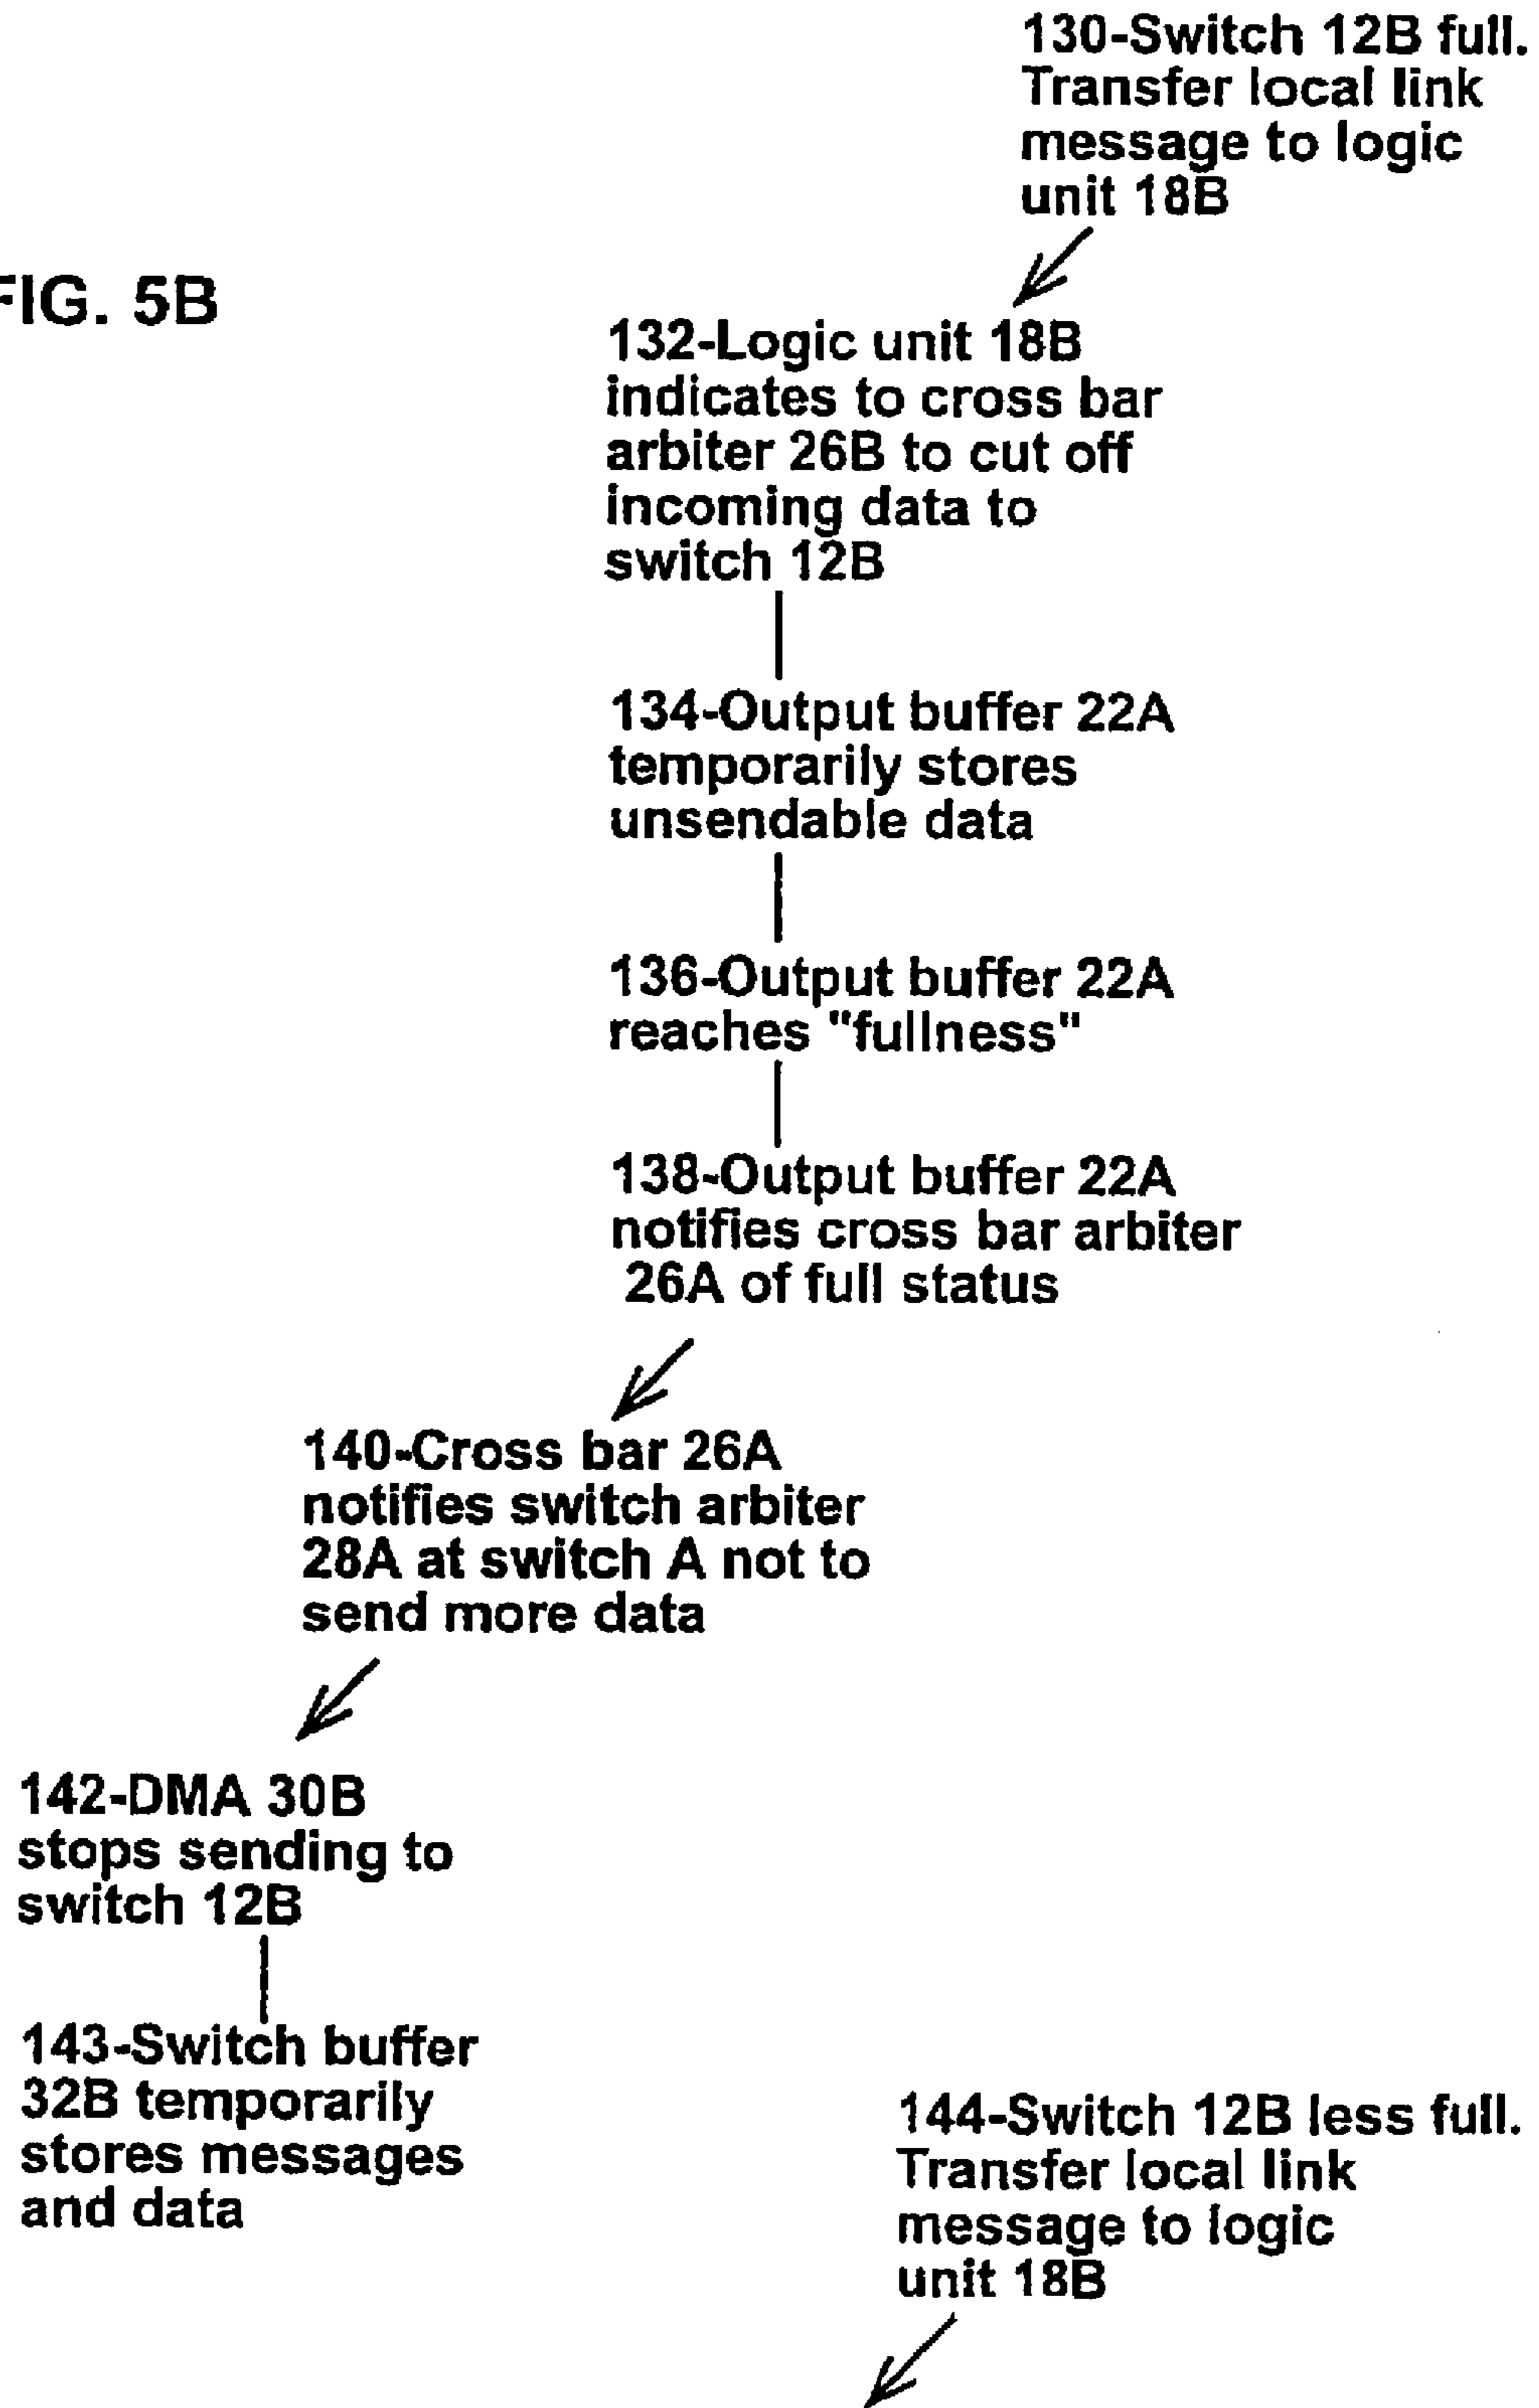 130-Switch 12B full.
Transfer local link
message to logic
unit 18B
FIG. 5B
132-Logic unit 18B
indicates to cross bar
arbiter 26B to cut off
incoming data to
switch 12B
134-Output buffer 22A
temporarily stores
unsendable data
136-Output buffer 22A
reaches "fullness"
138-Output buffer 22A
notifies cross bar arbiter
26A of full status
140-Cross bar 26A
notifies switch arbiter
28A at switch A not to
send more data
142-DMA 30B
stops sending to
switch 12B
143-Switch buffer
32B temporarily
stores messages
and data
144-Switch 12B less full.
Transfer local link
message to logic
unit 18B